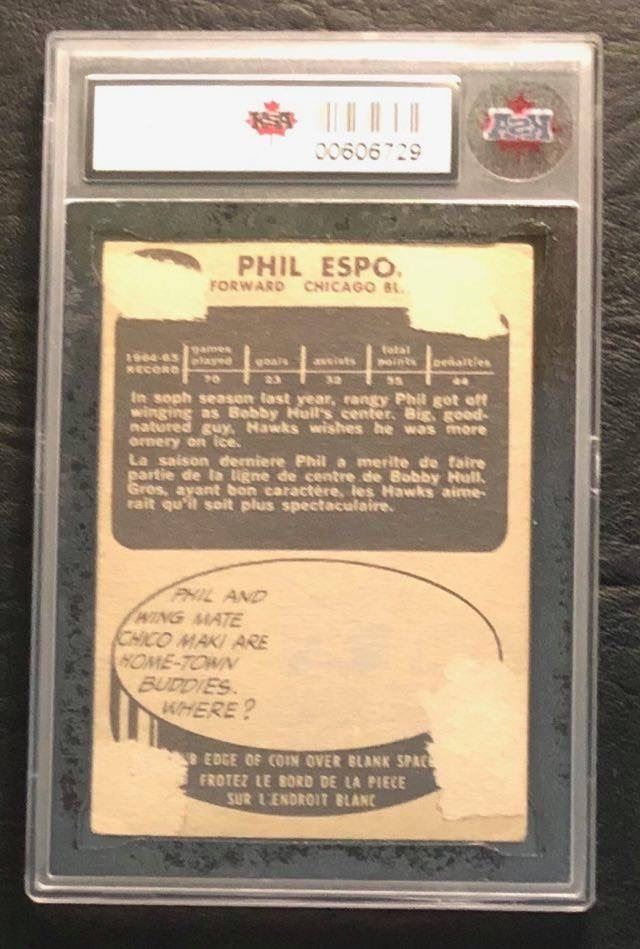 KSA
00606729
KSA
PHIL ESPO
FORWARD CHICAGO BL
1964-65 RECORD games played goals assists total points penalties
70 23 32 55 44
In soph season last year, rangy Phil got off
winging as Bobby Hull's center. Big, good-
natured guy, Hawks wishes he was more
ornery on ice.
La saison derniere Phil a merite de faire
partie de la ligne de centre de Bobby Hull.
Gros, ayant bon caractère, les Hawks aime-
rait qu'il soit plus spectaculaire.
PHIL AND
WING MATE
CHICO MAKI ARE
HOME-TOWN
BUDDIES.
WHERE?
B EDGE OF COIN OVER BLANK SPACE
FROTEZ LE BORD DE LA PIECE
SUR L'ENDROIT BLANC